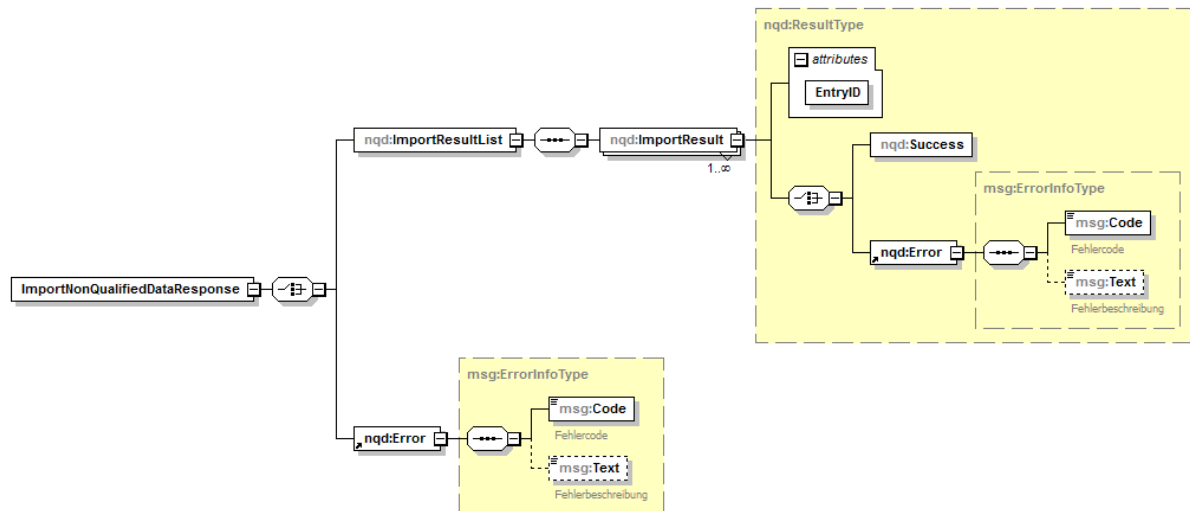 nqd:ResultType
attributes
EntryID
nqd:ImportResultList
nqd:ImportResult
1..∞
nqd:Success
msg:ErrorInfoType
msg:Code
Fehlercode
nqd:Error
msg:Text
Fehlerbeschreibung
ImportNonQualifiedDataResponse
msg:ErrorInfoType
msg:Code
Fehlercode
nqd:Error
msg:Text
Fehlerbeschreibung